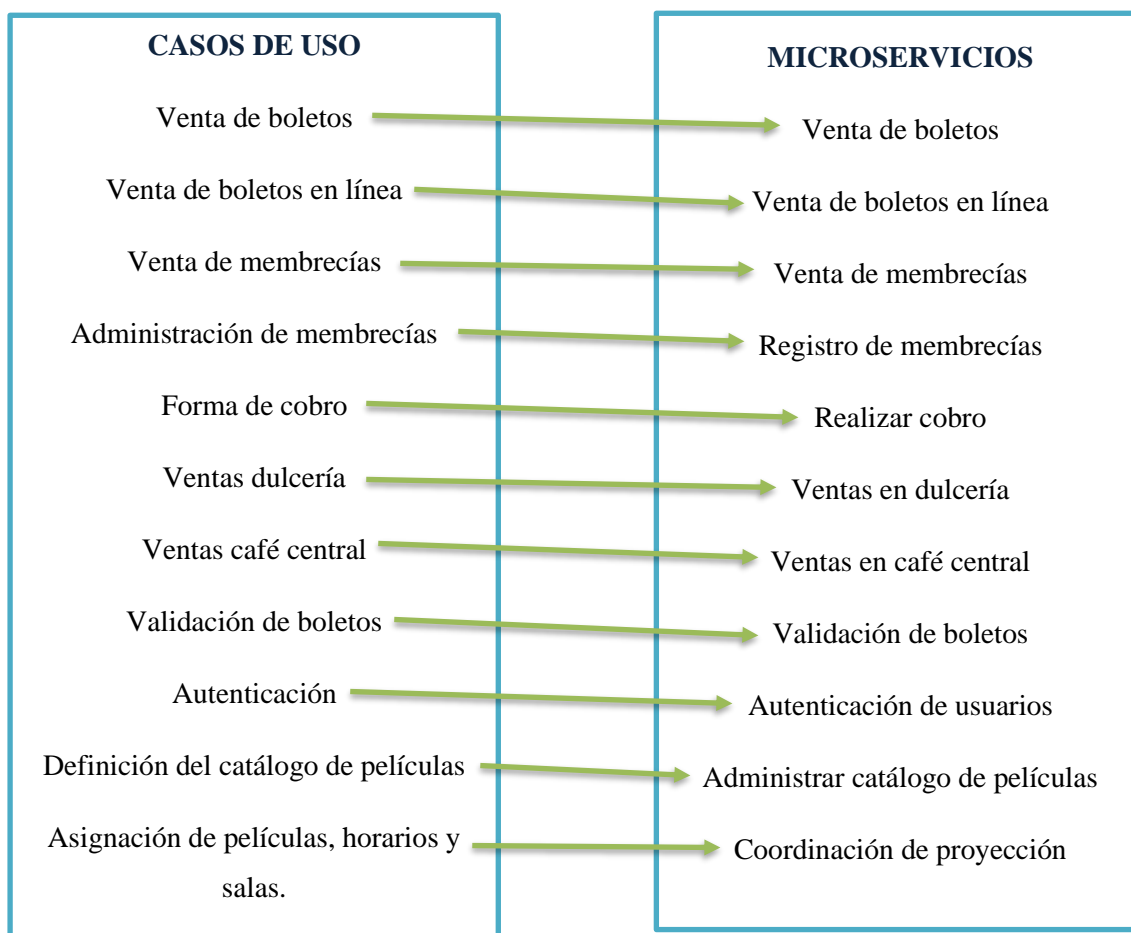 CASOS DE USO
Venta de boletos
Venta de boletos en línea
Venta de membrecías
Administración de membrecías
Forma de cobro
Ventas dulcería
Ventas café central
Validación de boletos
Autenticación
Definición del catálogo de películas
Asignación de películas, horarios y
salas.
MICROSERVICIOS
Venta de boletos
Venta de boletos en línea
Venta de membrecías
Registro de membrecías
Realizar cobro
Ventas en dulcería
Ventas en café central
Validación de boletos
Autenticación de usuarios
Administrar catálogo de películas
Coordinación de proyección